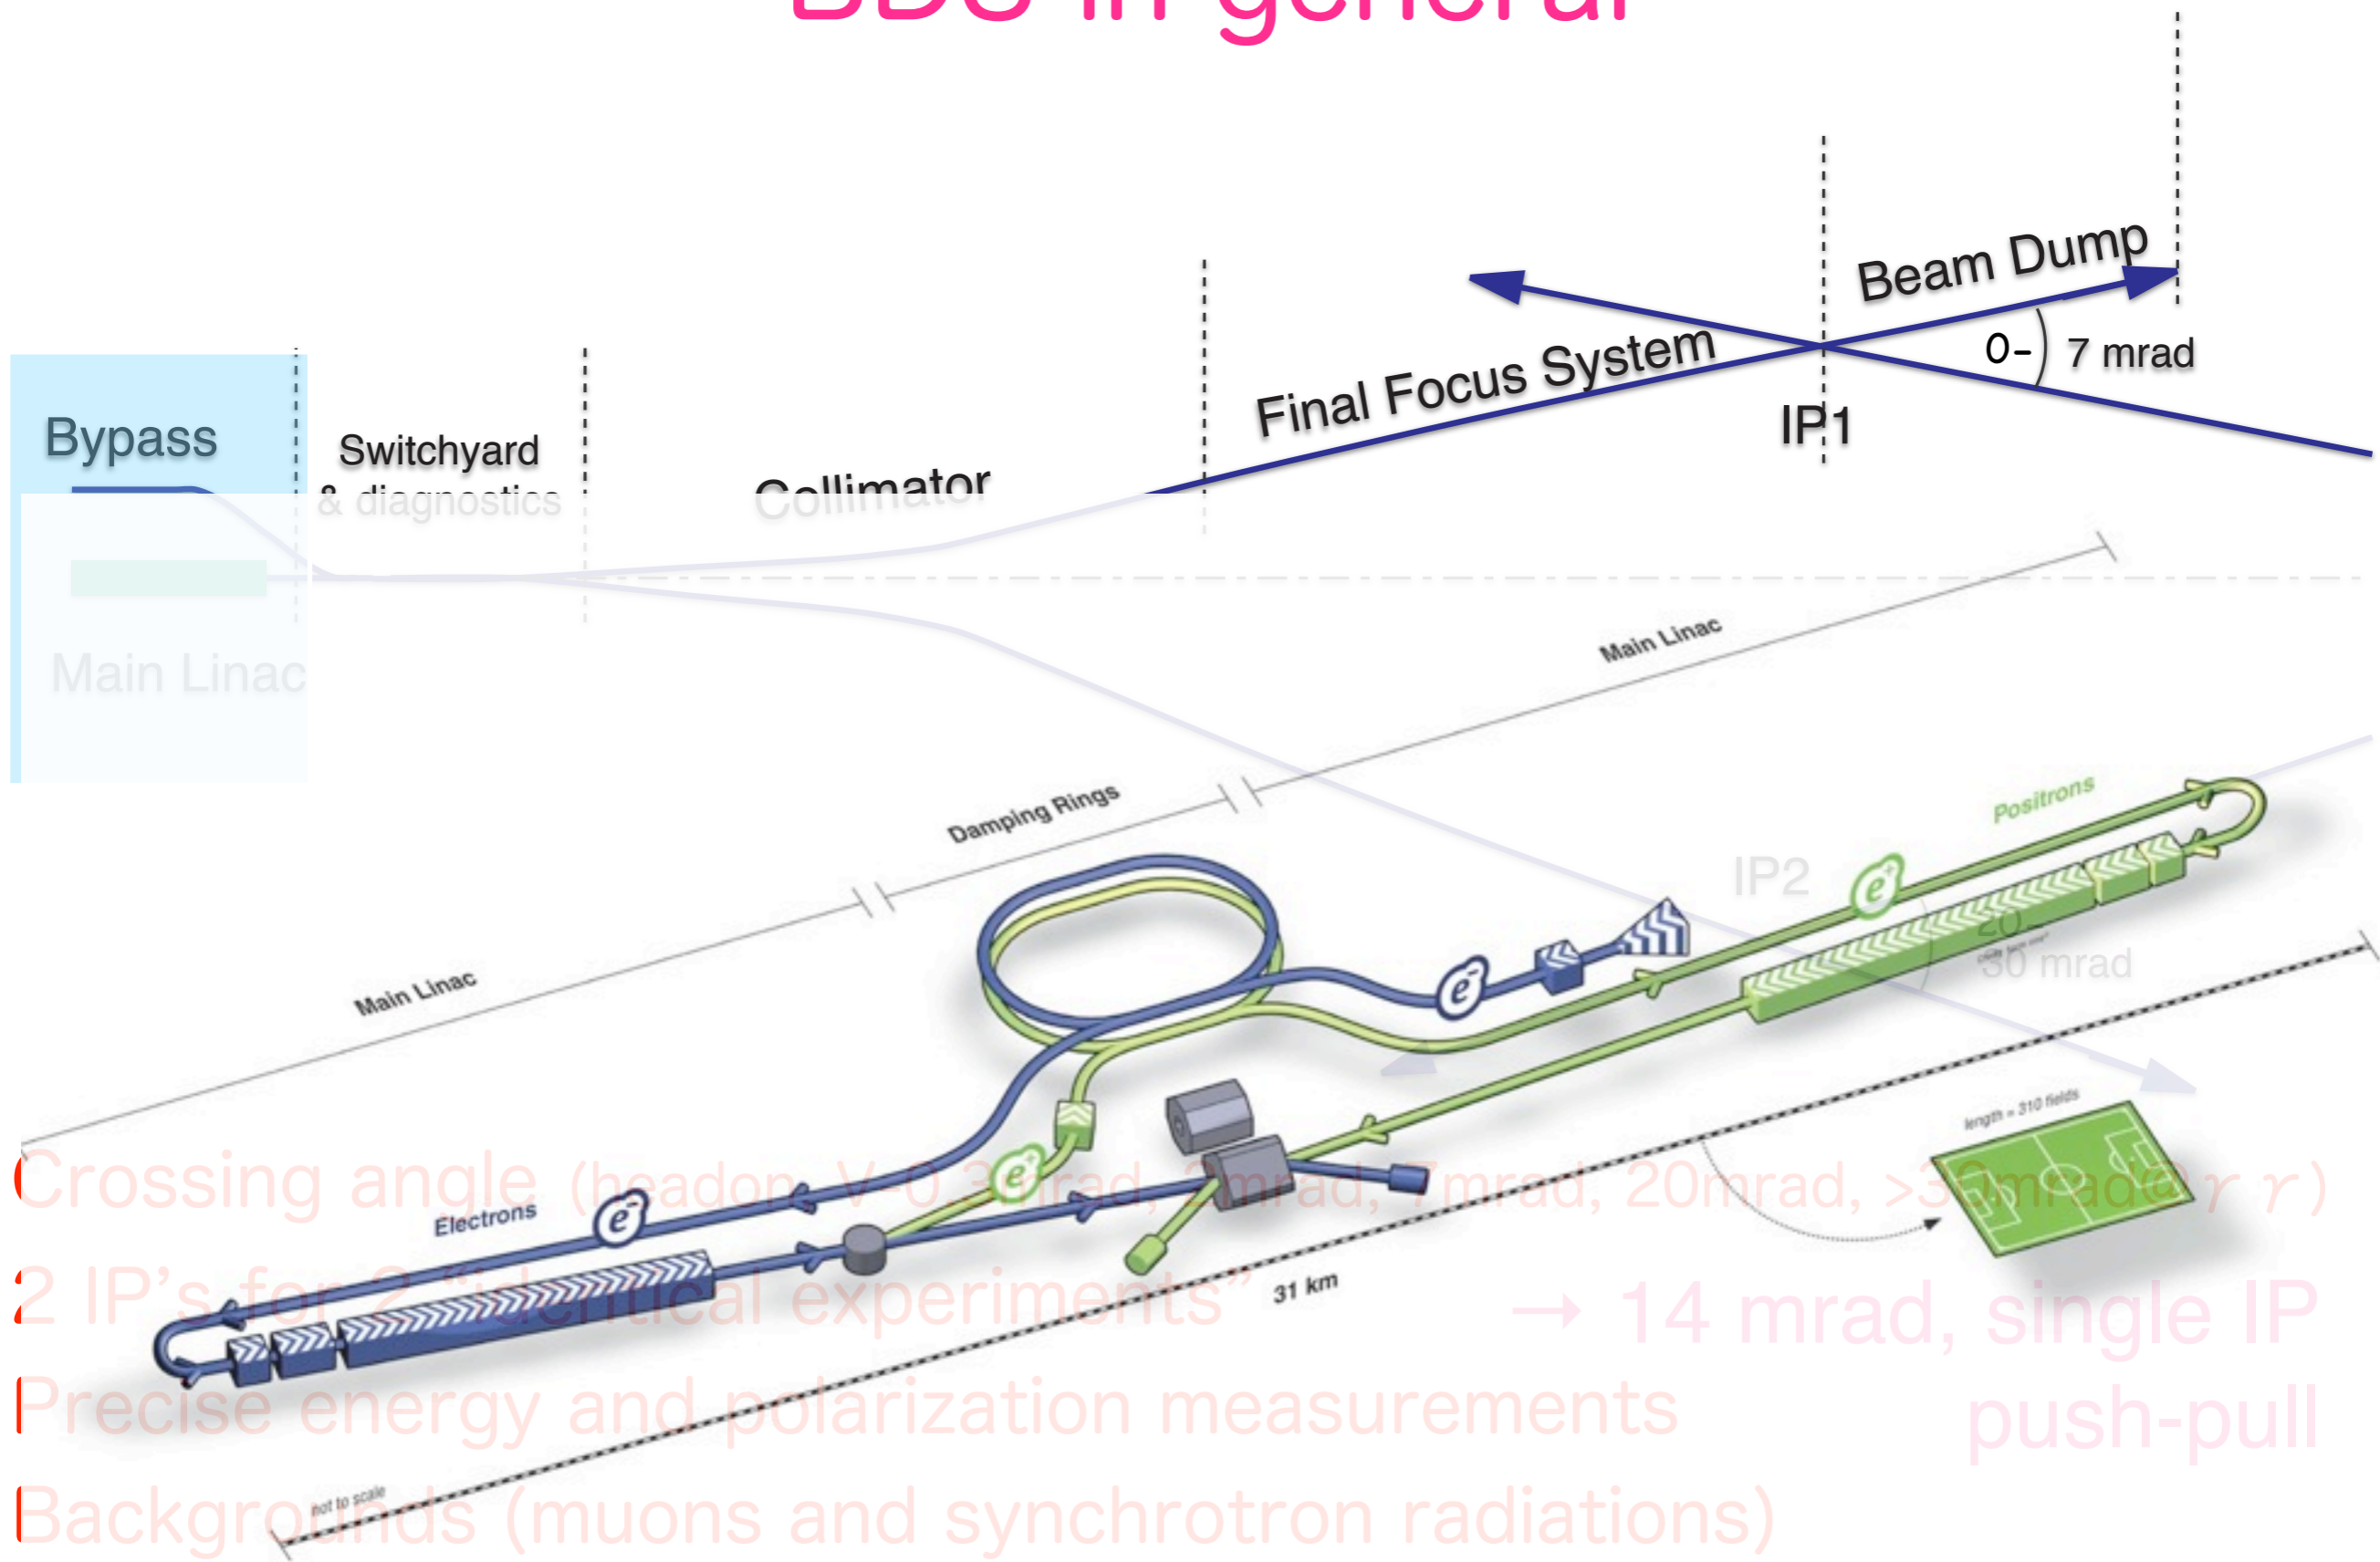 BDS in general
Beam Dump
Final Focus System
0-
7 mrad
IP1
Bypass
Switchyard
& diagnostics
Collimator
Main Linac
Main Linac
Damping Rings
Positrons
e+
IP2
20-
30 mrad
e-
Main Linac
length = 310 fields
Crossing angle (headon, V-0.3mrad, 2mrad, 7mrad, 20mrad, >30mrad@γγ)
e+
Electrons
e-
2 IP's for 2 “identical experiments”
31 km
→ 14 mrad, single IP
Precise energy and polarization measurements
push-pull
not to scale
Backgrounds (muons and synchrotron radiations)